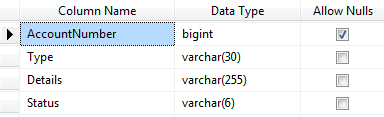 Column Name Data Type Allow Nulls
AccountNumber bigint
Type varchar(30)
Details varchar(255)
Status varchar(6)